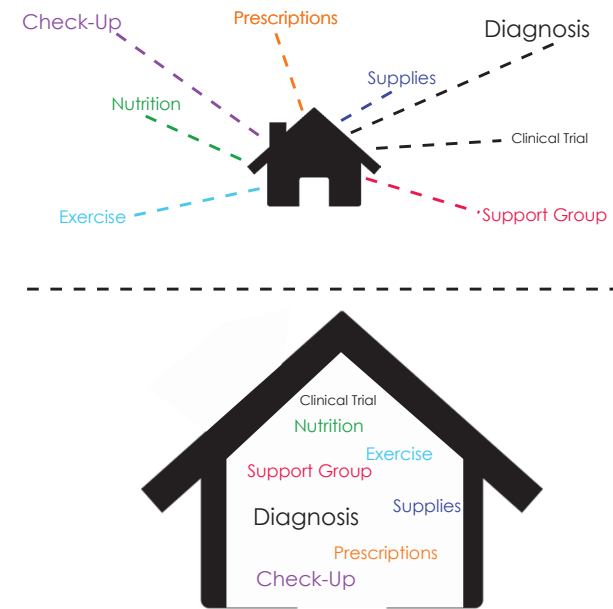 Check-Up
Prescriptions
Diagnosis
Supplies
Nutrition
Clinical Trial
Exercise
Support Group
Clinical Trial
Nutrition
Exercise
Support Group
Supplies
Diagnosis
Prescriptions
Check-Up